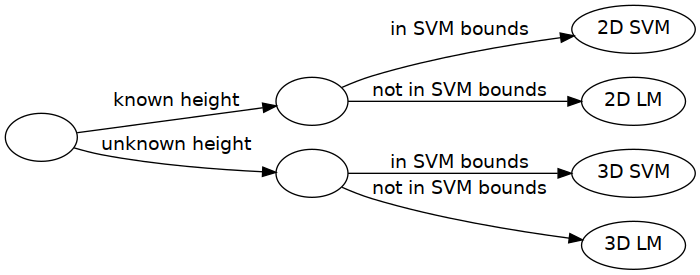 in SVM bounds
2D SVM
known height
not in SVM bounds
2D LM
unknown height
in SVM bounds
3D SVM
not in SVM bounds
3D LM